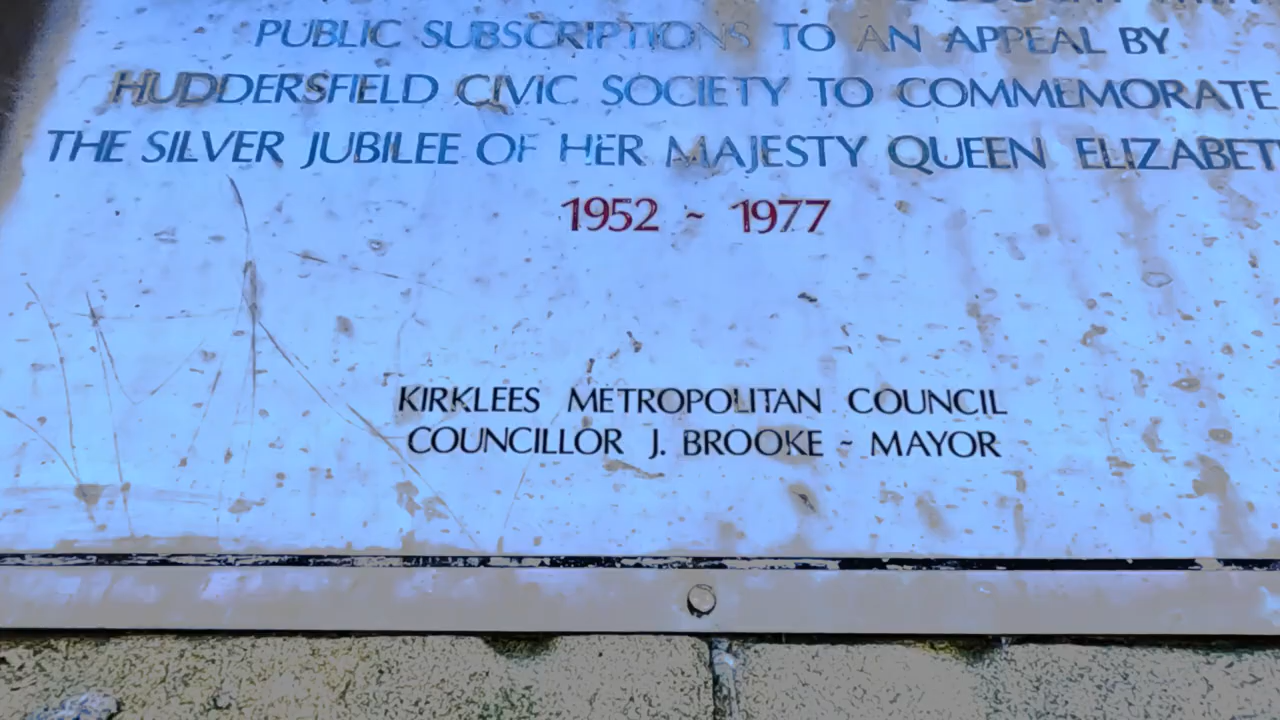 PUBLIC SUBSCRIPTIONS TO AN APPEAL BY
HUDDERSFIELD CIVIC SOCIETY TO COMMEMORATE
THE SILVER JUBILEE OF HER MAJESTY QUEEN ELIZABET
1952 ~ 1977
KIRKLEES METROPOLITAN COUNCIL
COUNCILLOR J. BROOKE ~ MAYOR